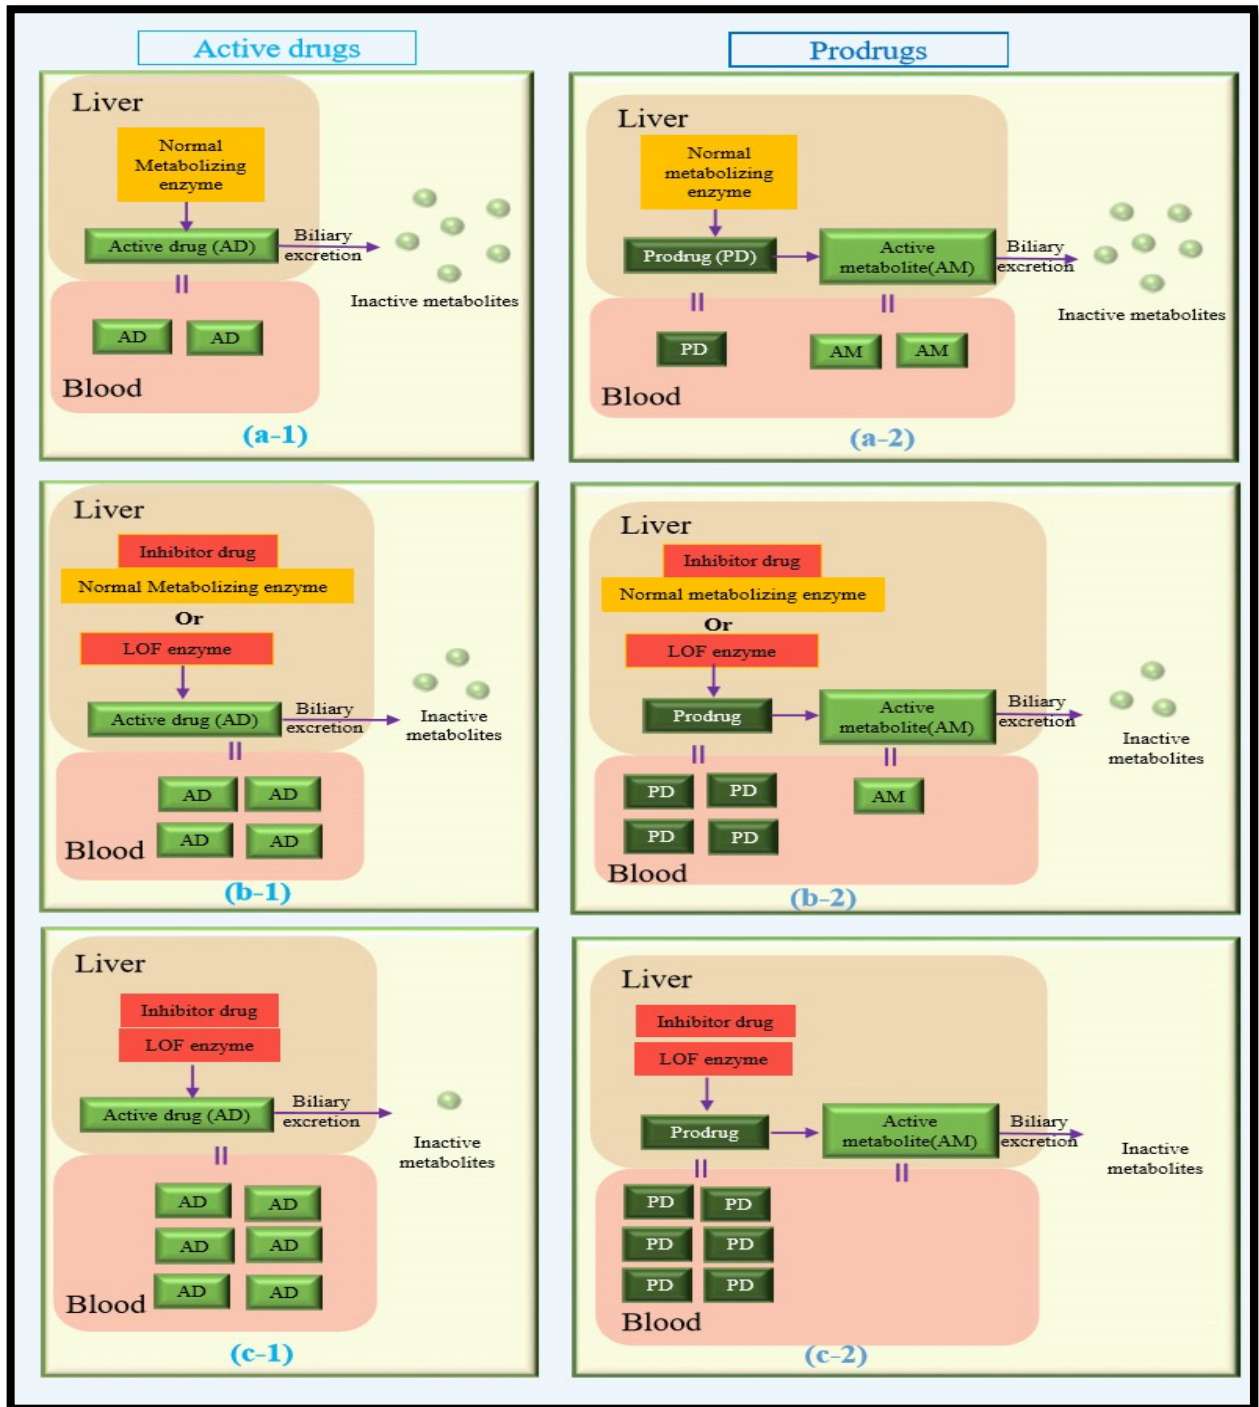 Active drugs
Prodrugs
Liver
Normal
Metabolizing
enzyme
Active drug (AD)
Biliary
excretion
Inactive metabolites
AD
AD
Blood
(a-1)
Liver
Normal
metabolizing
enzyme
Prodrug (PD)
Active
metabolite(AM)
Biliary
excretion
Inactive metabolites
PD
AM
AM
Blood
(a-2)
Liver
Inhibitor drug
Normal Metabolizing enzyme
Or
LOF enzyme
Active drug (AD)
Biliary
excretion
Inactive
metabolites
AD
AD
AD
AD
Blood
(b-1)
Liver
Inhibitor drug
Normal metabolizing enzyme
Or
LOF enzyme
Prodrug
Active
metabolite(AM)
Biliary
excretion
Inactive
metabolites
PD
PD
AM
PD
PD
Blood
(b-2)
Liver
Inhibitor drug
LOF enzyme
Active drug (AD)
Biliary
excretion
Inactive
metabolites
AD
AD
AD
AD
AD
AD
Blood
(c-1)
Liver
Inhibitor drug
LOF enzyme
Prodrug
Active
metabolite(AM)
Biliary
excretion
Inactive
metabolites
PD
PD
PD
PD
PD
PD
Blood
(c-2)